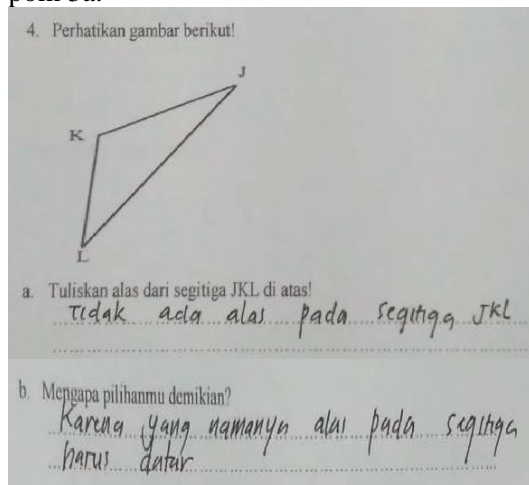 4. Perhatikan gambar berikut!
J
K
L
a. Tuliskan alas dari segitiga JKL di atas!
Tidak ada alas pada segitiga JKL
b. Mengapa pilihanmu demikian?
Karena yang namanya alas pada segitiga
harus datar